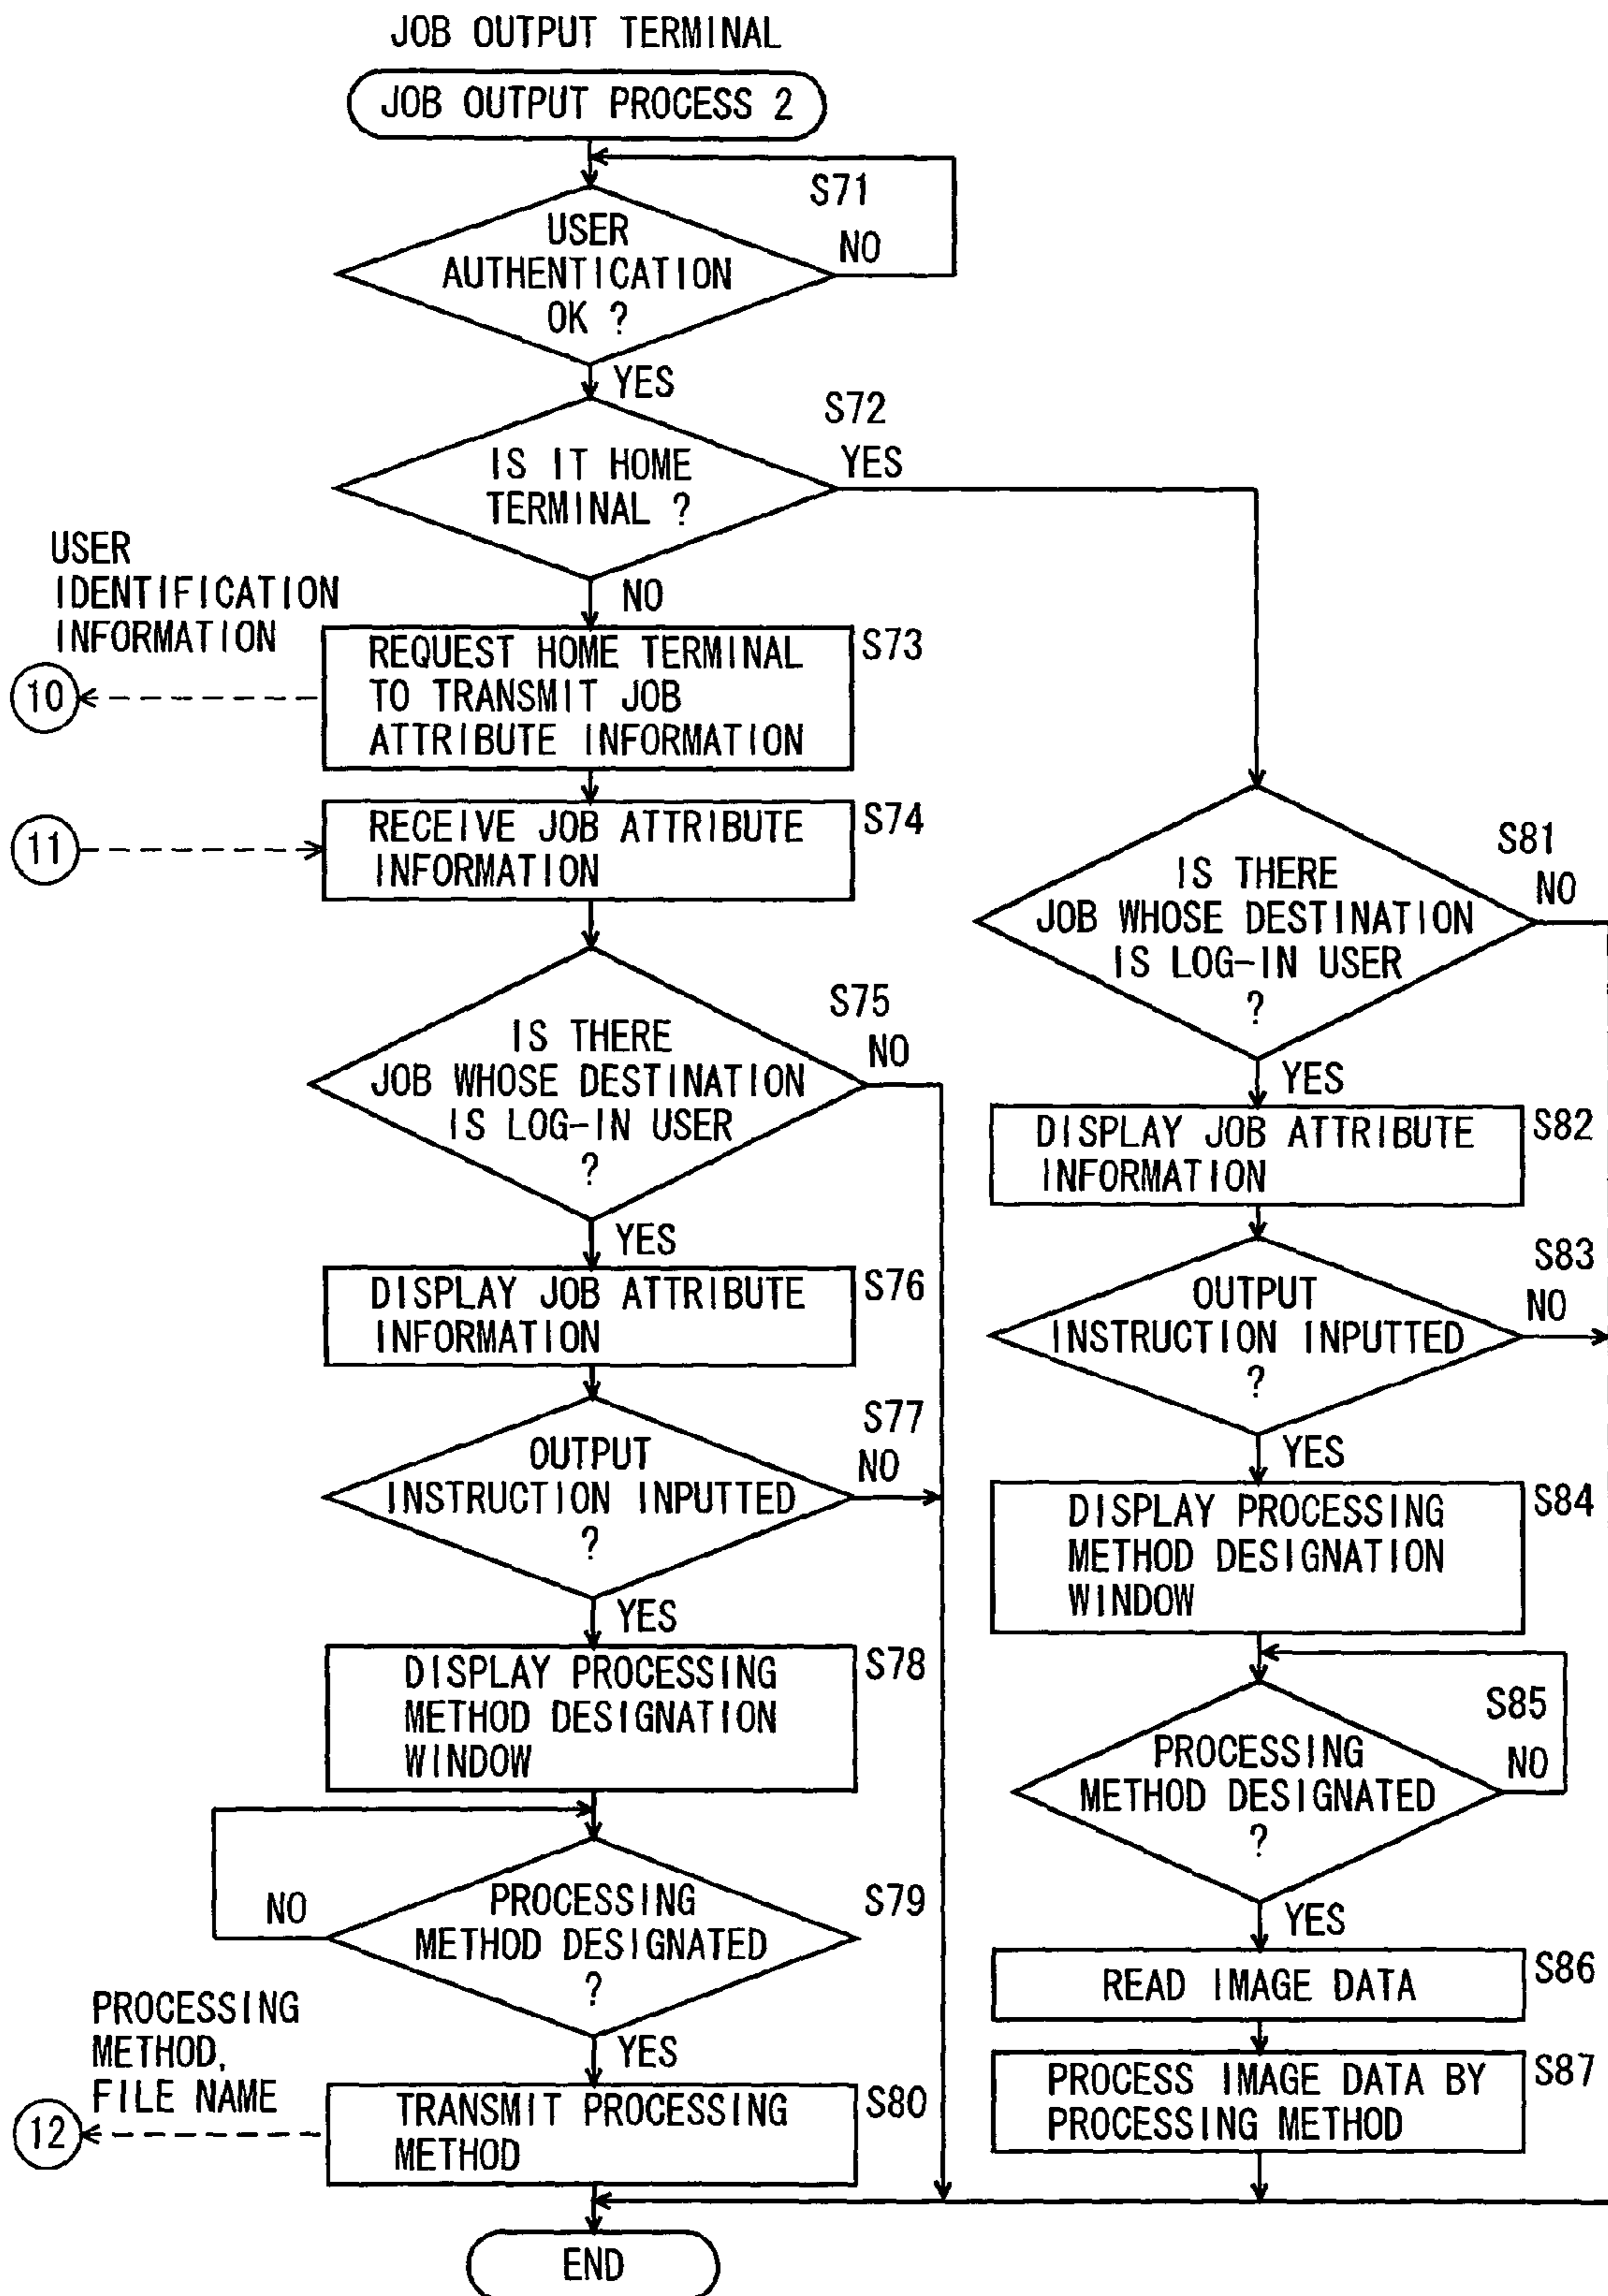 JOB OUTPUT TERMINAL
JOB OUTPUT PROCESS 2
S71
USER
AUTHENTICATION
OK ?
NO
YES
S72
IS IT HOME
TERMINAL ?
YES
NO
USER
IDENTIFICATION
INFORMATION
10
REQUEST HOME TERMINAL
TO TRANSMIT JOB
ATTRIBUTE INFORMATION
S73
11
RECEIVE JOB ATTRIBUTE
INFORMATION
S74
S75
IS THERE
JOB WHOSE DESTINATION
IS LOG-IN USER
?
NO
YES
DISPLAY JOB ATTRIBUTE
INFORMATION
S76
S77
OUTPUT
INSTRUCTION INPUTTED
?
NO
YES
DISPLAY PROCESSING
METHOD DESIGNATION
WINDOW
S78
PROCESSING
METHOD DESIGNATED
?
S79
NO
YES
PROCESSING
METHOD,
FILE NAME
12
TRANSMIT PROCESSING
METHOD
S80
S81
IS THERE
JOB WHOSE DESTINATION
IS LOG-IN USER
?
NO
YES
DISPLAY JOB ATTRIBUTE
INFORMATION
S82
S83
OUTPUT
INSTRUCTION INPUTTED
?
NO
YES
DISPLAY PROCESSING
METHOD DESIGNATION
WINDOW
S84
S85
PROCESSING
METHOD DESIGNATED
?
NO
YES
READ IMAGE DATA
S86
PROCESS IMAGE DATA BY
PROCESSING METHOD
S87
END